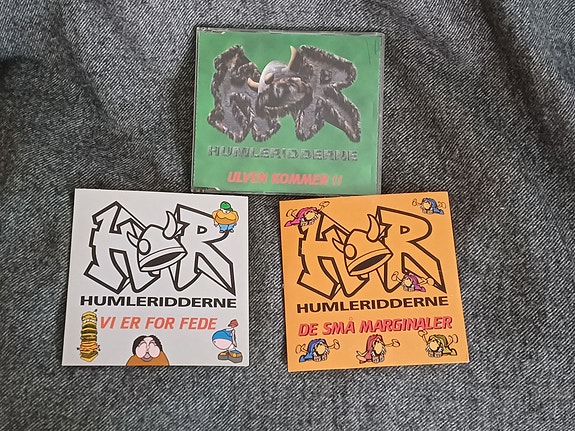 HR
HUMLERIDDERNE
ULVEN KOMMER !!
HR
HUMLERIDDERNE
VI ER FOR FEDE
HR
HUMLERIDDERNE
DE SMÅ MARGINALER